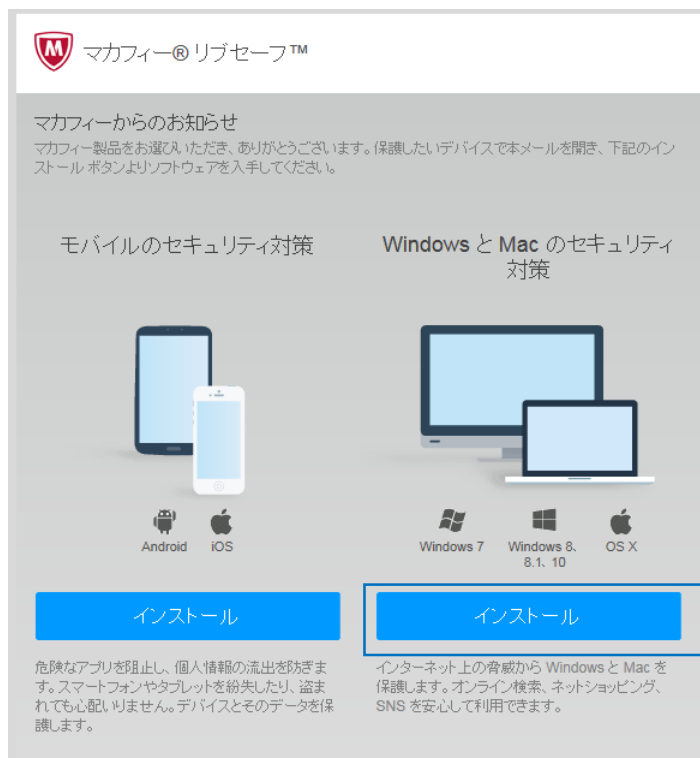 マカフィー® リブセーフ™
マカフィーからのお知らせ
マカフィー製品をお選びいただき、ありがとうございます。保護したいデバイスで本メールを開き、下記のイン
ストール ボタンよりソフトウェアを入手してください。
モバイルのセキュリティ対策
Windows と Mac のセキュリティ
対策
Android
iOS
Windows 7
Windows 8、
8.1、10
OS X
インストール
インストール
危険なアプリを阻止し、個人情報の流出を防ぎま
す。スマートフォンやタブレットを紛失したり、盗ま
れても心配いりません。デバイスとそのデータを保
護します。
インターネット上の脅威から Windows と Mac を
保護します。オンライン検索、ネットショッピング、
SNS を安心して利用できます。